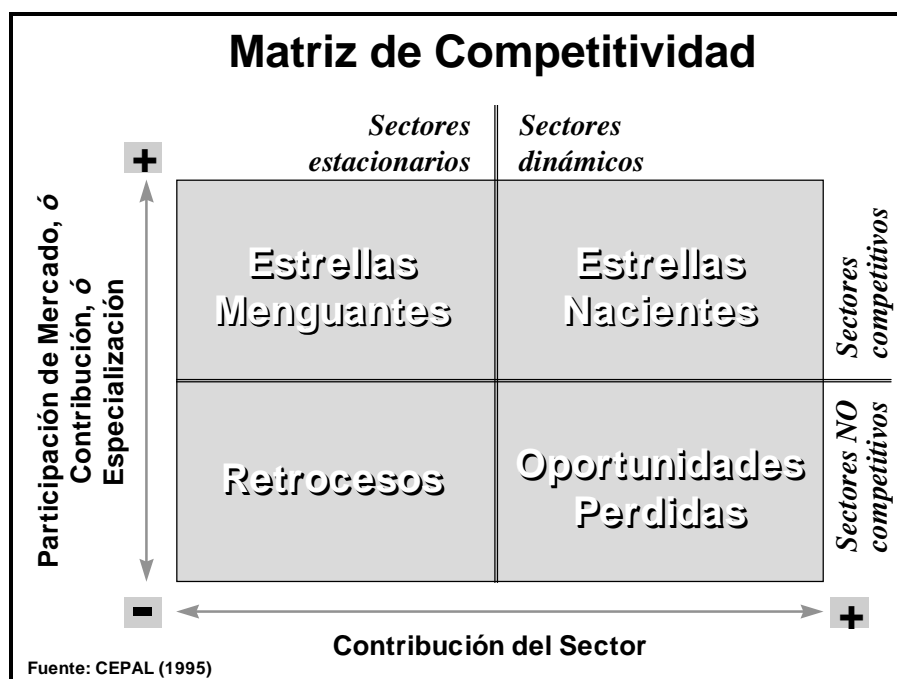 Matriz de Competitividad
Sectores
estacionarios
Sectores
dinámicos
+
Participación de Mercado, ó
Contribución, ó
Especialización
Estrellas
Menguantes
Estrellas
Nacientes
Sectores
competitivos
Retrocesos
Oportunidades
Perdidas
Sectores NO
competitivos
-
+
Contribución del Sector
Fuente: CEPAL (1995)